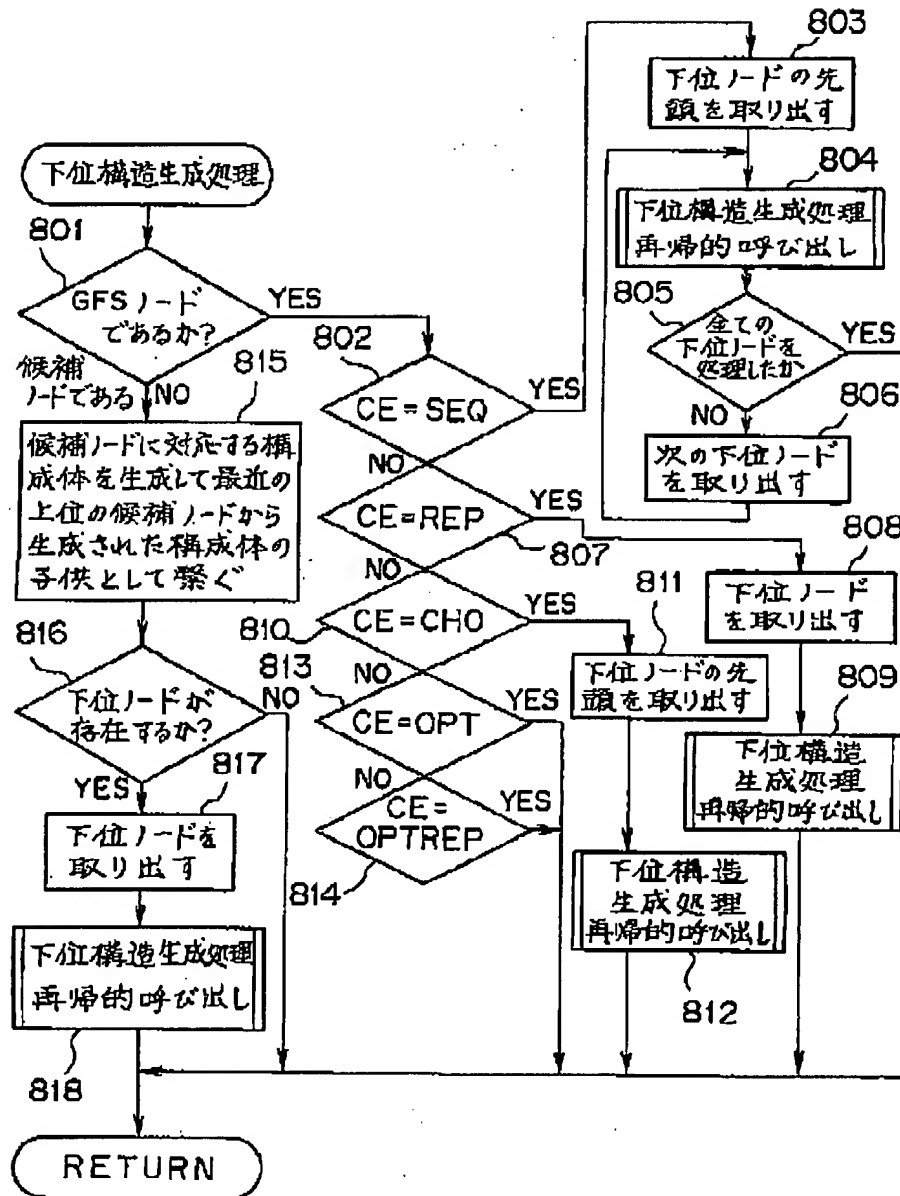 下位構造生成処理
801
GFSノード
であるか?
YES
候補
ノードである
NO
815
候補ノードに対応する構
成体を生成して最近の
上位の候補ノードから
生成された構成体の
子供として繋ぐ
816
下位ノードが
存在するか?
NO
YES
817
下位ノードを
取り出す
下位構造生成処理
再帰的呼び出し
818
RETURN
802
CE=SEQ
YES
NO
CE=REP
YES
807
NO
810
CE=CHO
YES
813
NO
CE=OPT
YES
NO
CE=
OPTREP
YES
814
803
下位ノードの先
頭を取り出す
804
下位構造生成処理
再帰的呼び出し
805
全ての
下位ノードを
処理したか
YES
NO
806
次の下位ノード
を取り出す
808
下位ノード
を取り出す
809
下位構造
生成処理
再帰的呼び出し
811
下位ノードの先
頭を取り出す
下位構造
生成処理
再帰的呼び出し
812